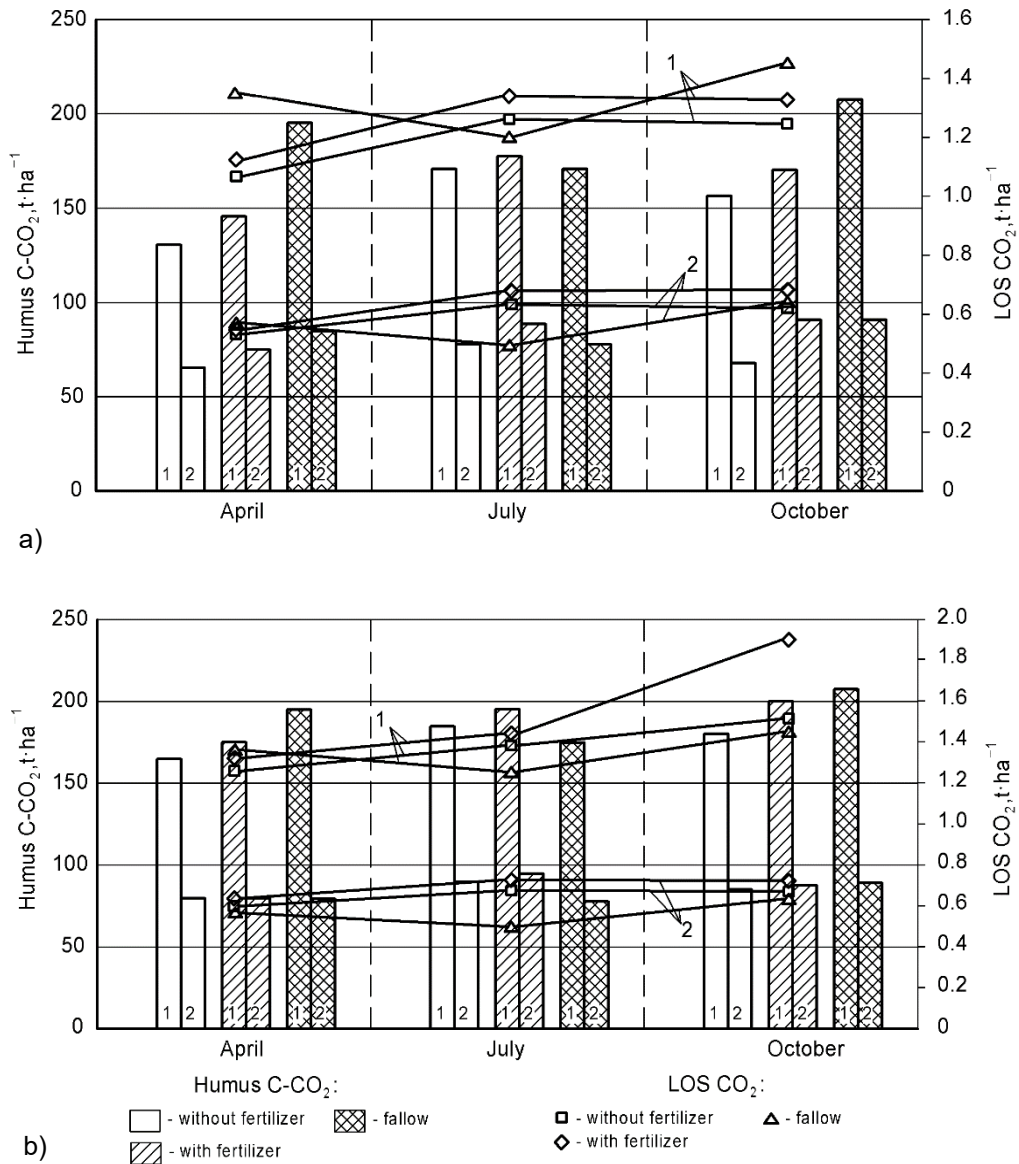 250
200
150
100
50
0
Humus C-CO₂,t·ha⁻¹
1.6
1.4
1.2
1.0
0.8
0.6
0.4
0.2
0
LOS CO₂,t·ha⁻¹
1
2
1 2 1 2 1 2 1 2 1 2 1 2 1 2 1 2 1 2
April July October
a)
250
200
150
100
50
0
Humus C-CO₂,t·ha⁻¹
2.0
1.8
1.6
1.4
1.2
1.0
0.8
0.6
0.4
0.2
0
LOS CO₂,t·ha⁻¹
1
2
1 2 1 2 1 2 1 2 1 2 1 2 1 2 1 2 1 2
April July October
Humus C-CO₂: LOS CO₂:
- without fertilizer - fallow - without fertilizer - fallow
- with fertilizer - with fertilizer
b)